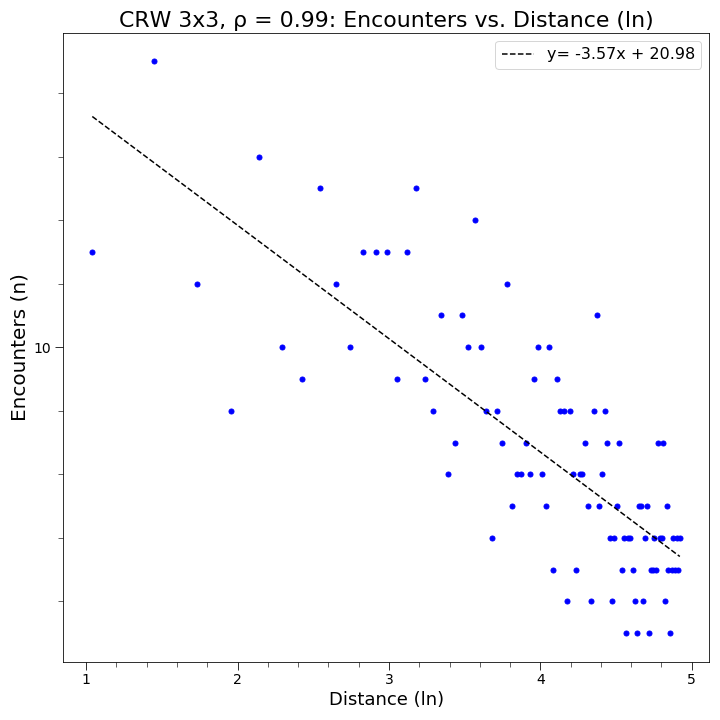 CRW 3x3, ρ = 0.99: Encounters vs. Distance (ln)
y= -3.57x + 20.98
Encounters (n)
10
1 2 3 4 5
Distance (ln)